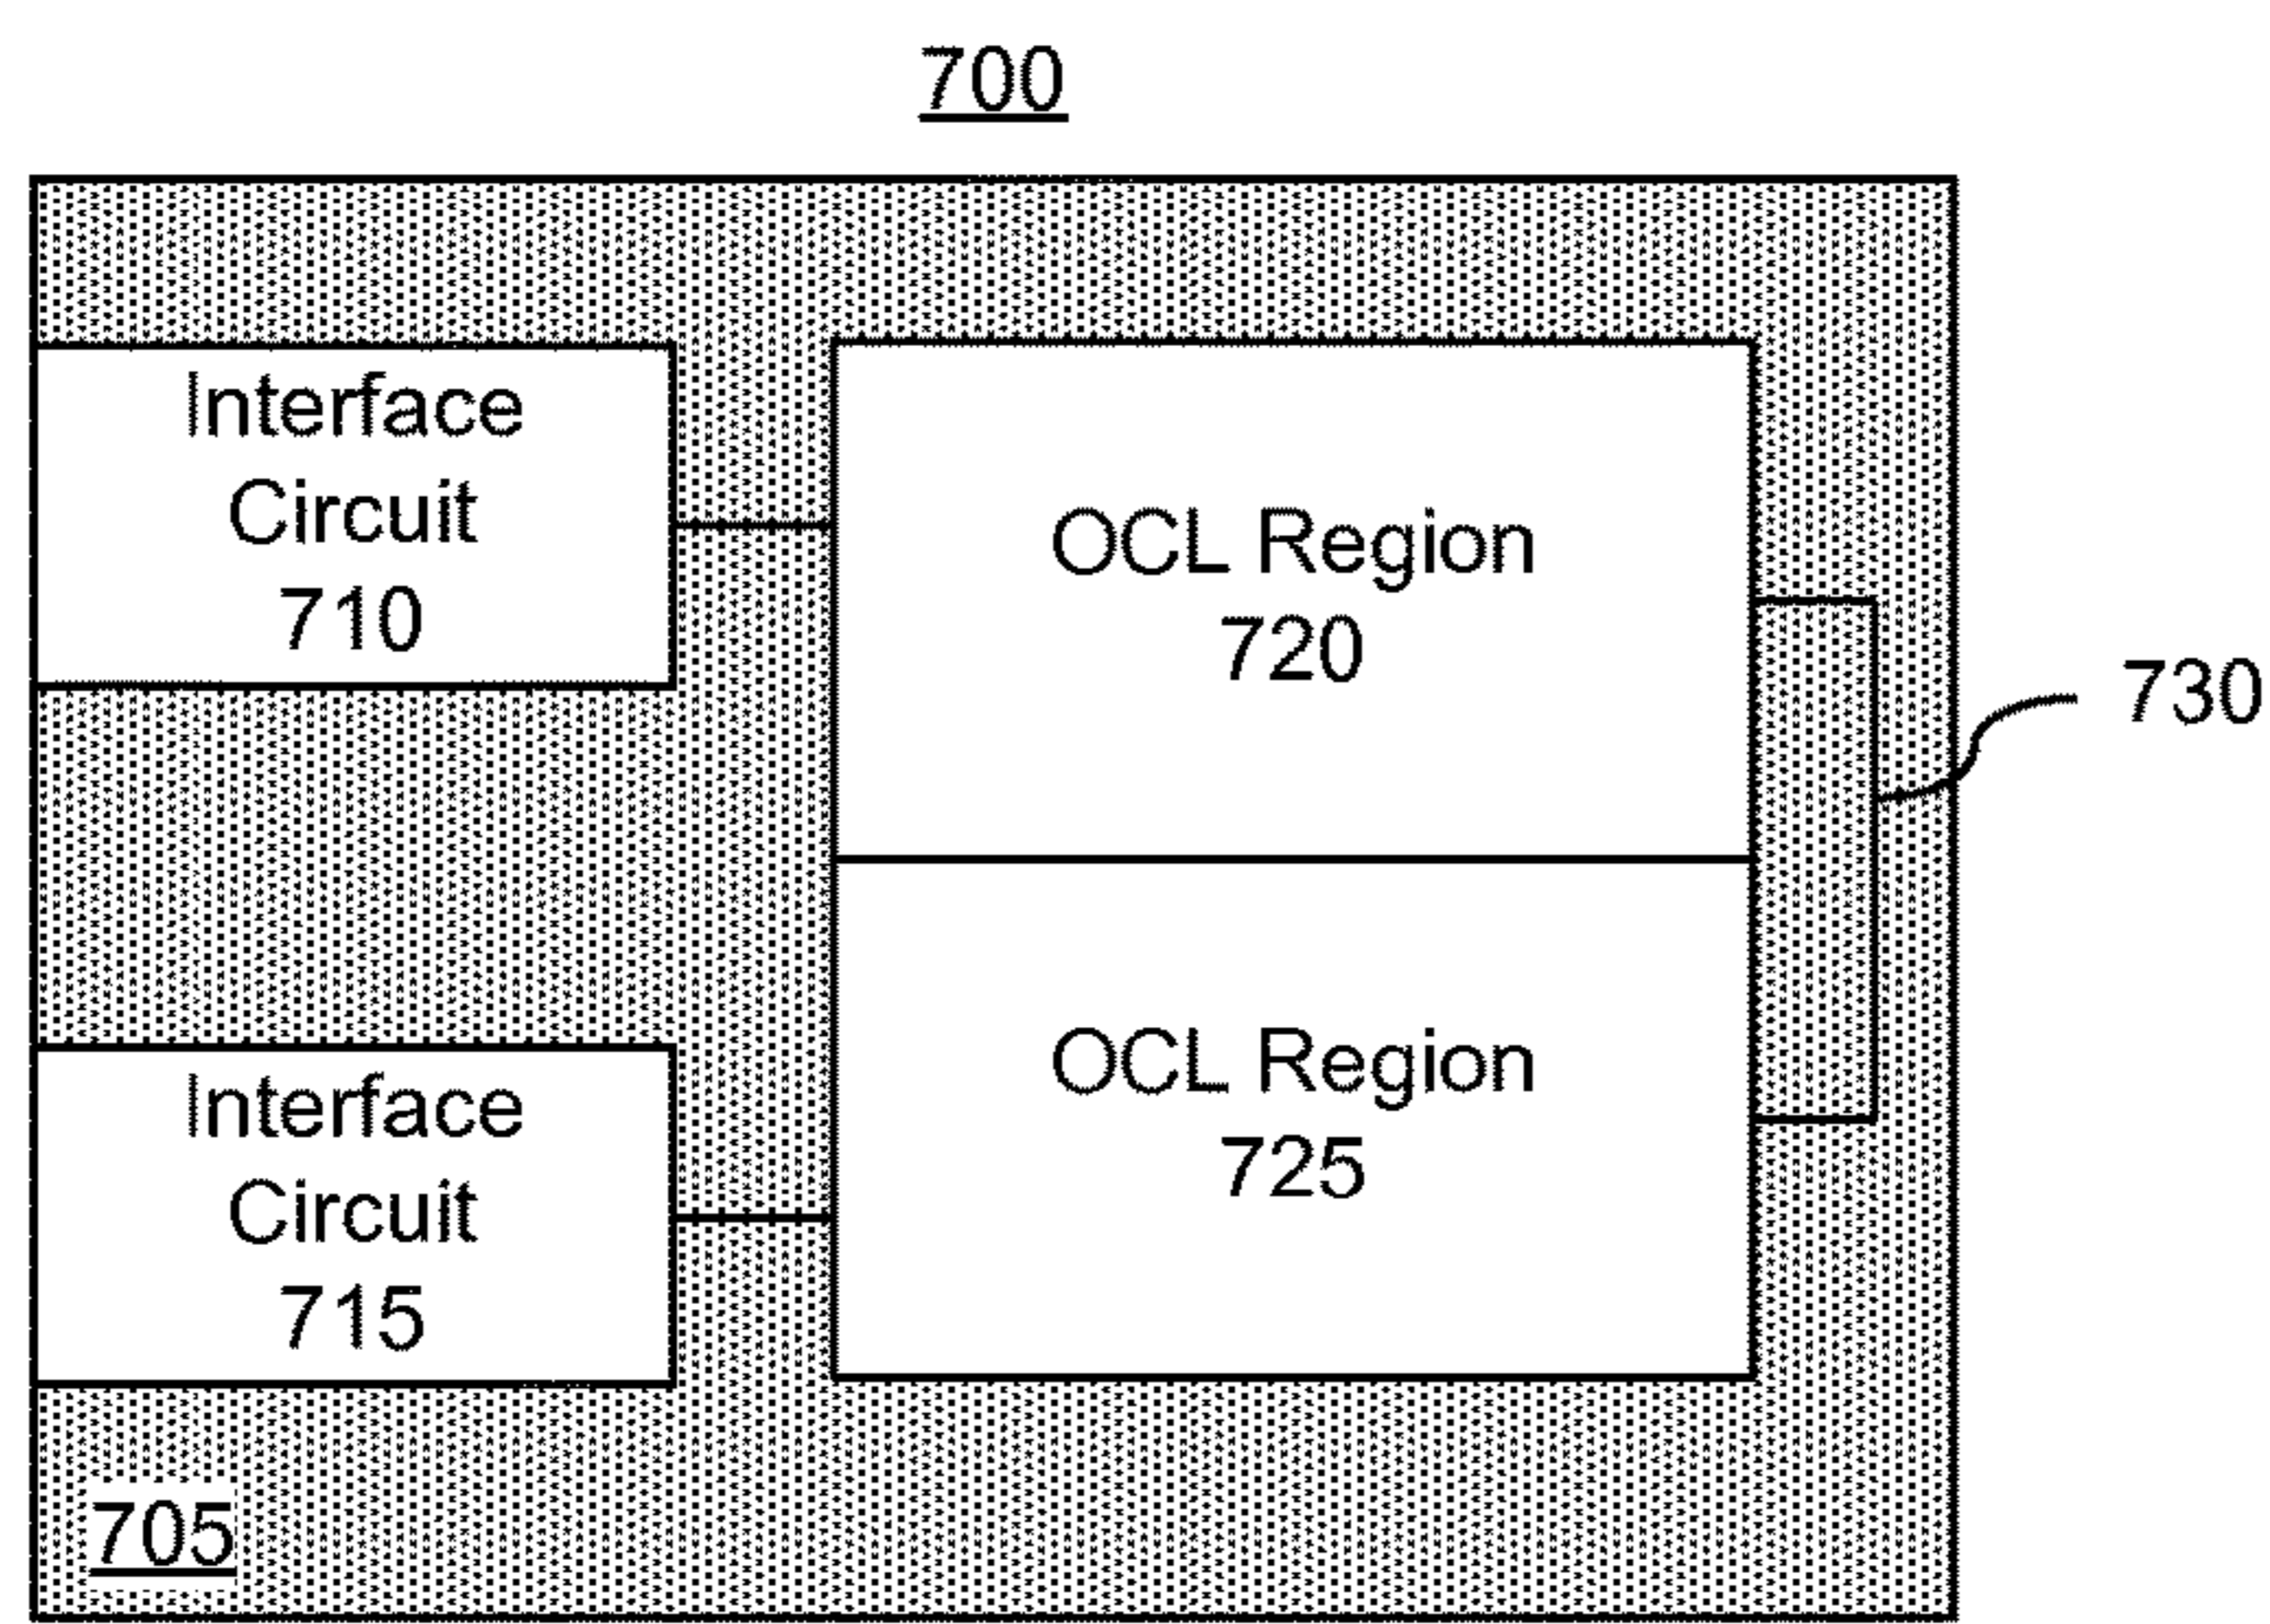 700
Interface
Circuit
710
OCL Region
720
730
OCL Region
725
Interface
Circuit
715
705